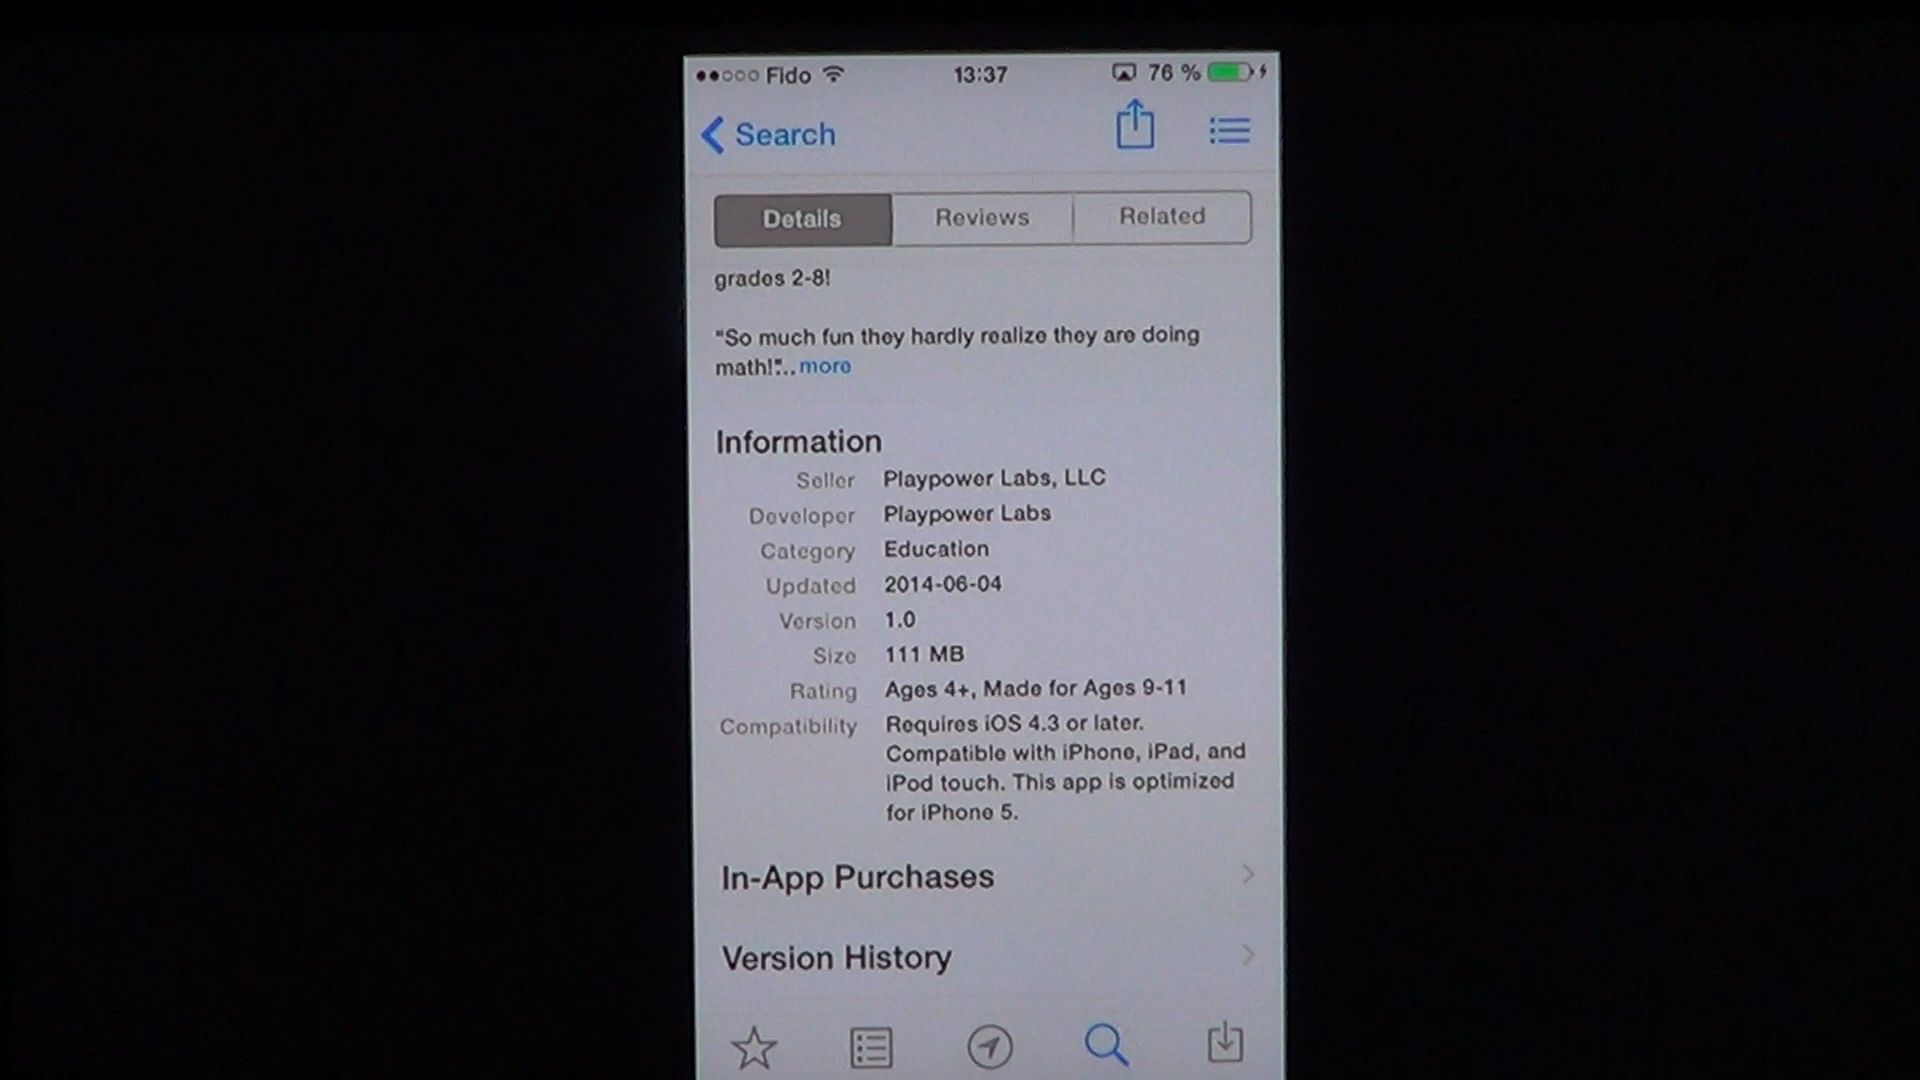 Fido 13:37 76 %
Search
Details Reviews Related
grades 2-8!
"So much fun they hardly realize they are doing
math!"... more
Information
Seller Playpower Labs, LLC
Developer Playpower Labs
Category Education
Updated 2014-06-04
Version 1.0
Size 111 MB
Rating Ages 4+, Made for Ages 9-11
Compatibility Requires iOS 4.3 or later.
Compatible with iPhone, iPad, and
iPod touch. This app is optimized
for iPhone 5.
In-App Purchases
Version History